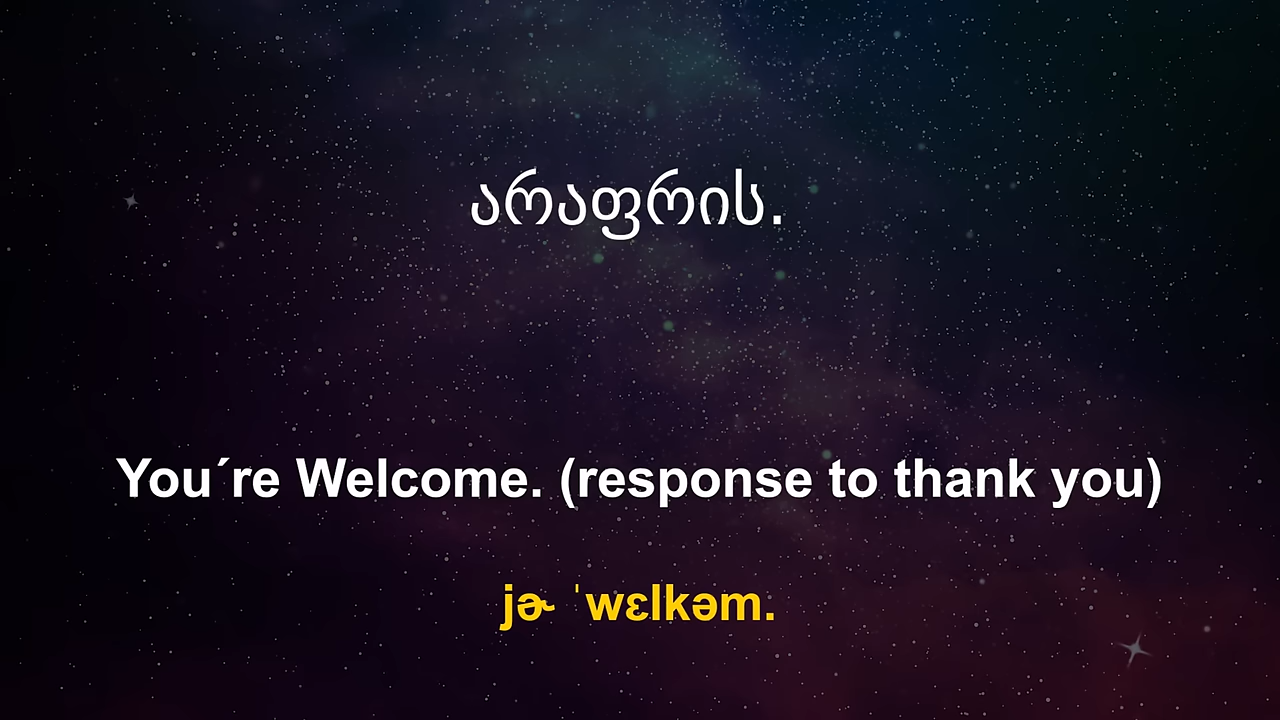 არაფრის.
You´re Welcome. (response to thank you)
jɚ ˈwɛlkəm.